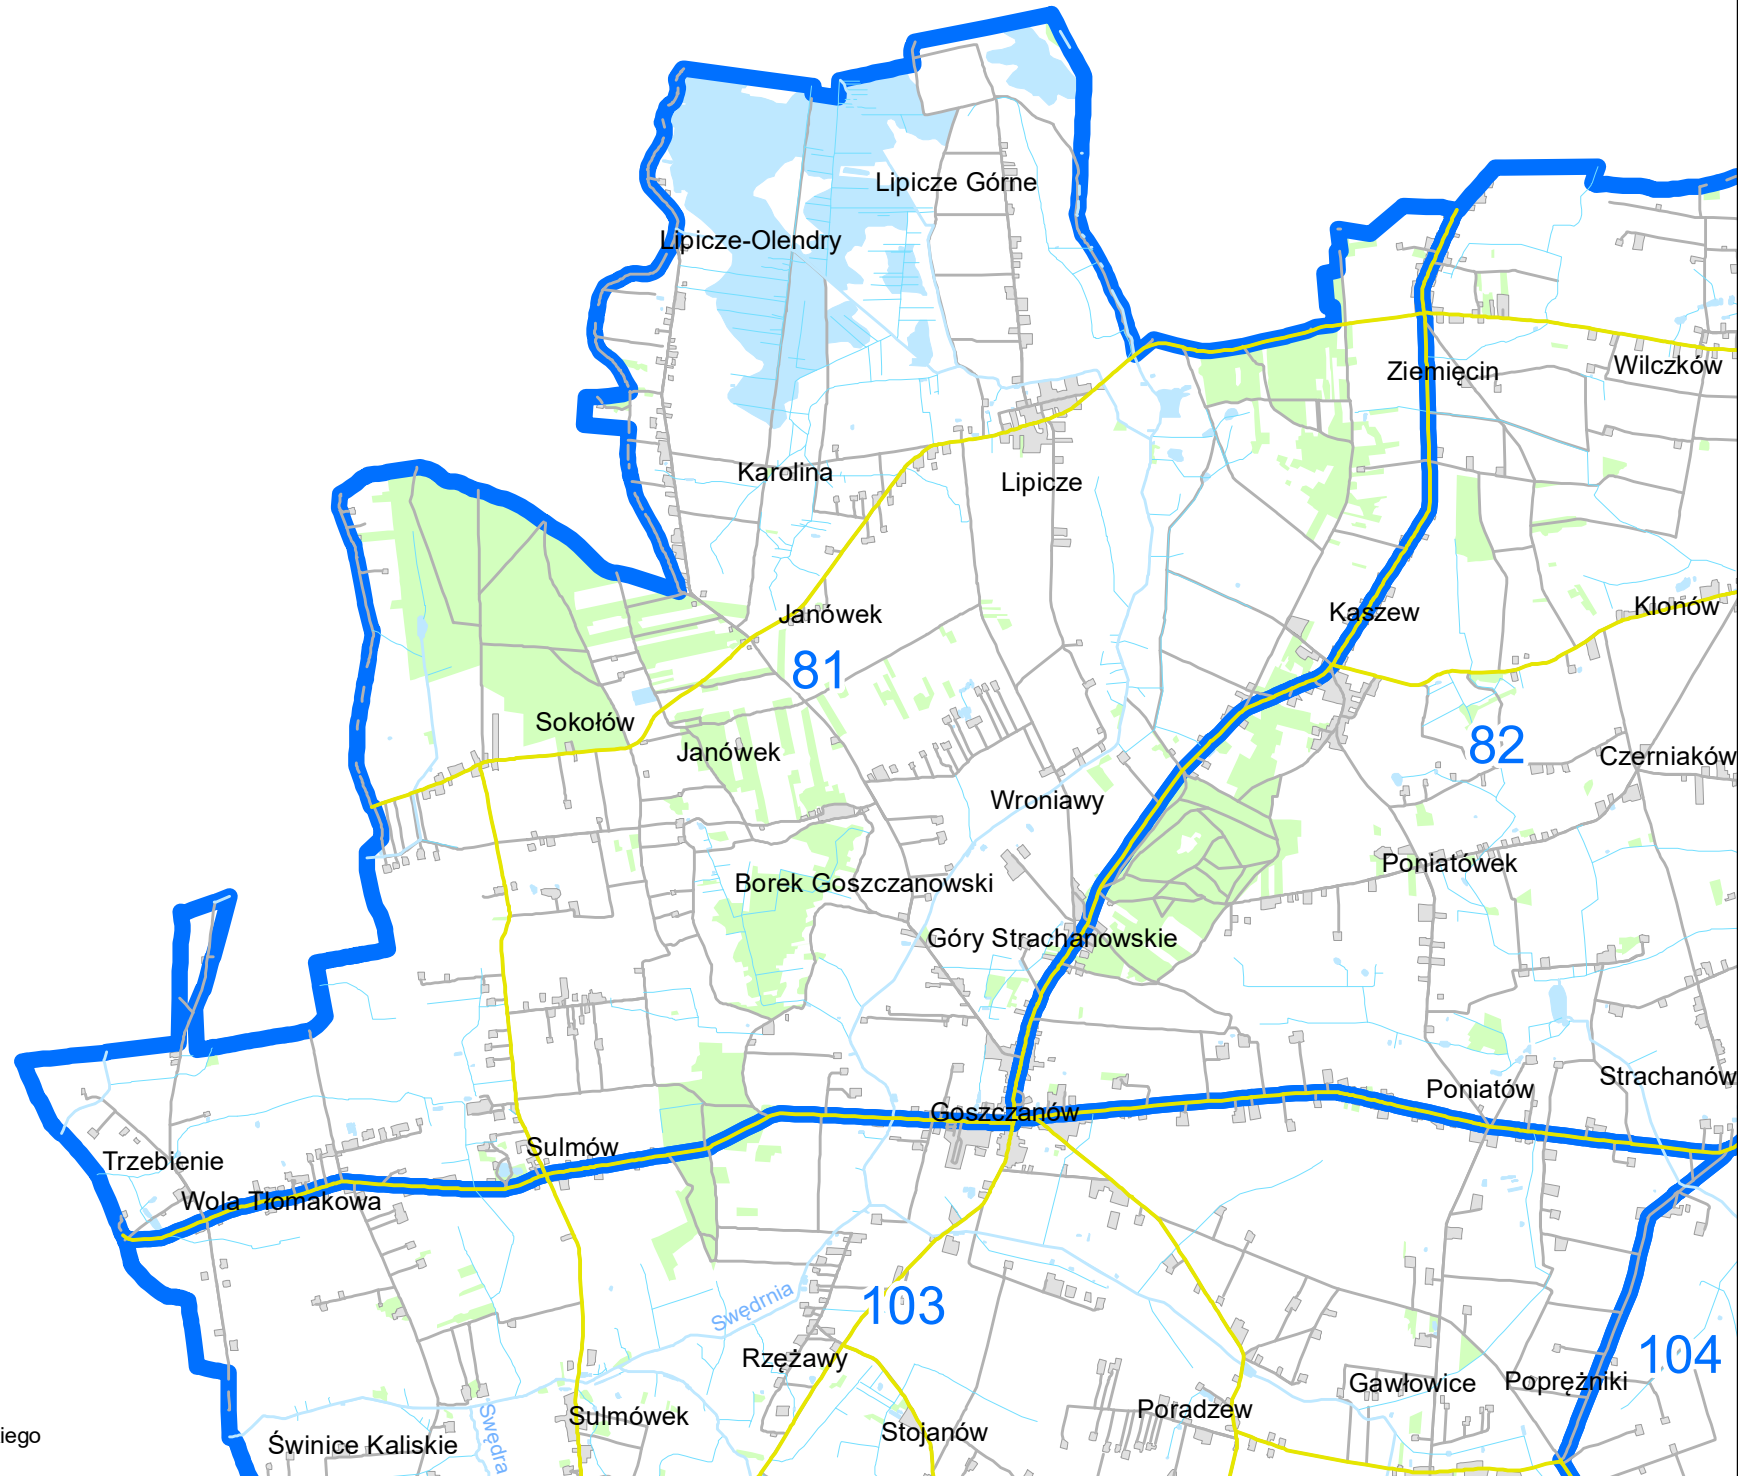 Lipicze Górne
Lipicze-Olendry
Ziemięcin
Wilczków
Karolina
Lipicze
Janówek
Kaszew
Klonów
81
Sokołów
Janówek
82
Czerniaków
Wroniawy
Borek Goszczanowski
Poniatówek
Góry Strachanowskie
Strachanów
Poniatów
Goszczanów
Sulmów
Trzebienie
Wola Tłomakowa
Swędrnia
103
104
Rzężawy
Gawłowice
Poprężniki
Poradzew
Sulmówek
Stojanów
Swędra
iego
Świnice Kaliskie